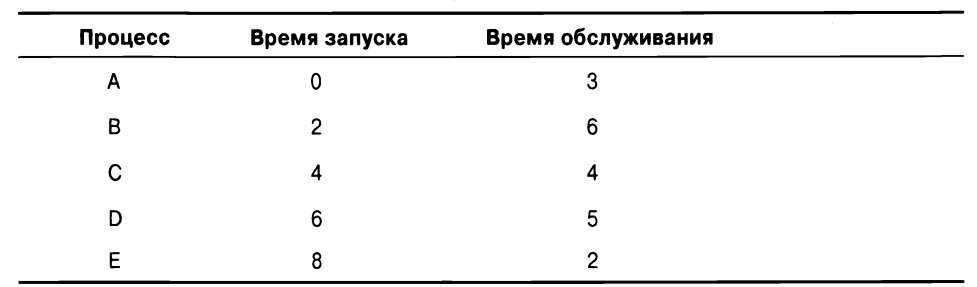 Процесс Время запуска Время обслуживания
A 0 3
B 2 6
C 4 4
D 6 5
E 8 2